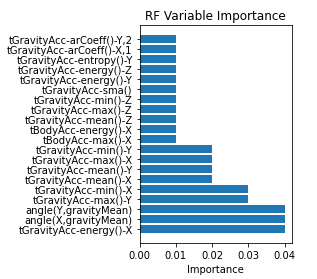 RF Variable Importance
tGravityAcc-arCoeff()-Y,2
tGravityAcc-arCoeff()-X,1
tGravityAcc-entropy()-Y
tGravityAcc-energy()-Z
tGravityAcc-energy()-Y
tGravityAcc-sma()
tGravityAcc-min()-Z
tGravityAcc-max()-Z
tGravityAcc-mean()-Z
tBodyAcc-energy()-X
tBodyAcc-max()-X
tGravityAcc-min()-Y
tGravityAcc-max()-X
tGravityAcc-mean()-Y
tGravityAcc-mean()-X
tGravityAcc-min()-X
tGravityAcc-max()-Y
angle(Y,gravityMean)
angle(X,gravityMean)
tGravityAcc-energy()-X
0.00 0.01 0.02 0.03 0.04
Importance